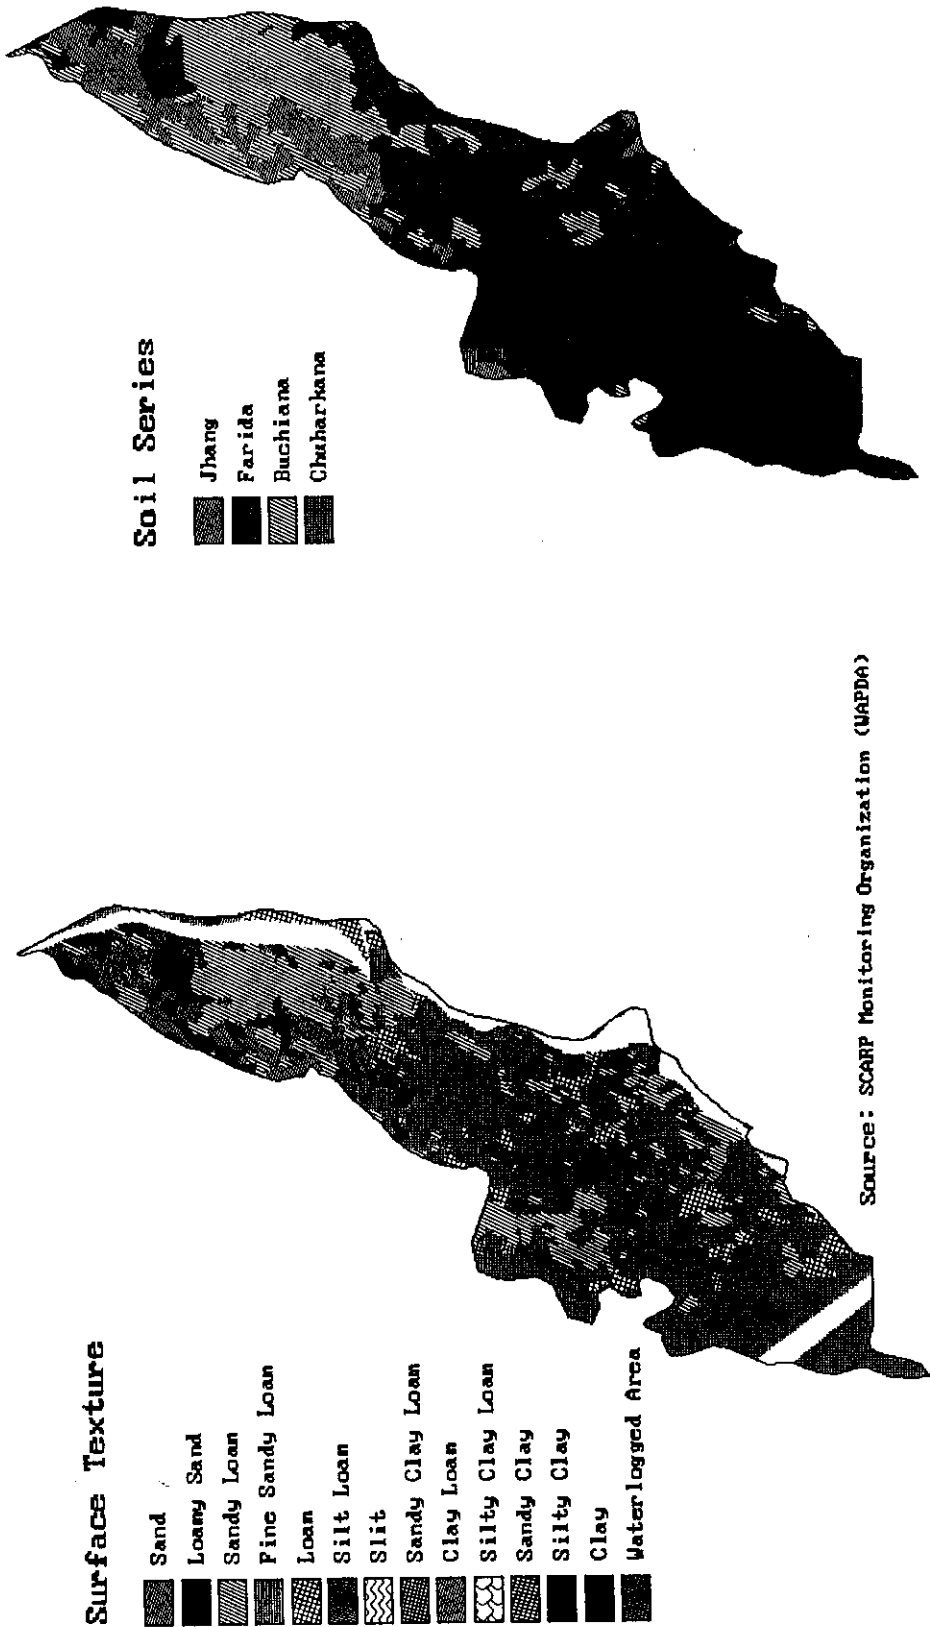 Surface Texture
Sand
Loamy Sand
Sandy Loam
Fine Sandy Loam
Loam
Silt Loam
Slit
Sandy Clay Loam
Clay Loam
Silty Clay Loam
Sandy Clay
Silty Clay
Clay
Waterlogged Area
Soil Series
Jhang
Farida
Buchiana
Chuharkana
Source: SCARP Monitoring Organization (WAPDA)